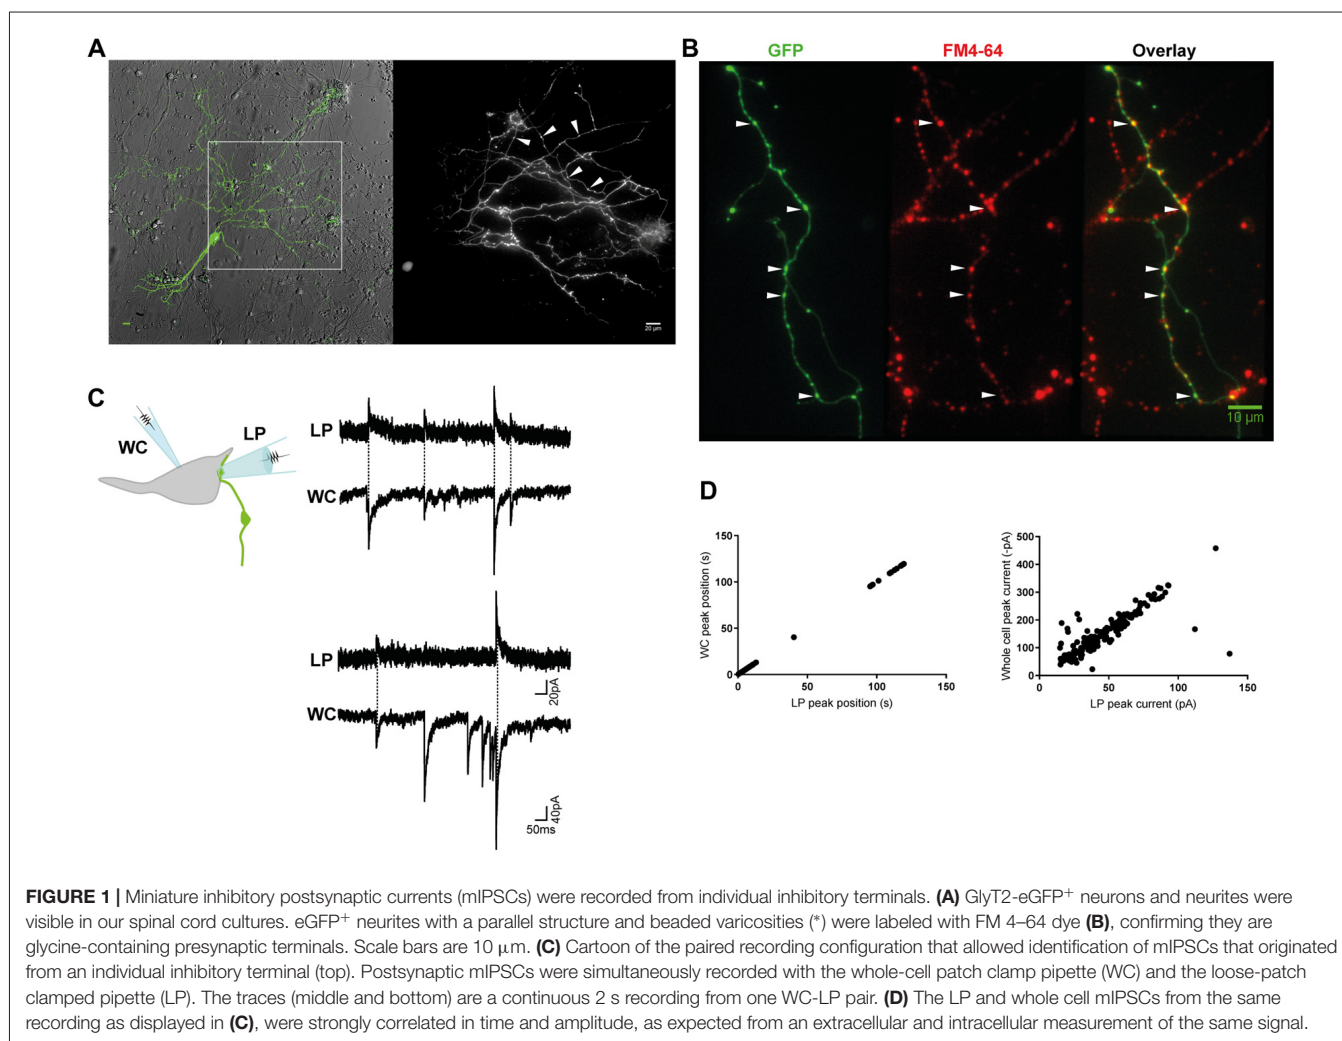 A
B
GFP
FM4-64
Overlay
20 µm
10 µm
C
WC
LP
LP
WC
LP
20pA
WC
40pA
50ms
D
WC peak position (s)
150
100
50
0
0
50
100
150
LP peak position (s)
Whole cell peak current (-pA)
500
400
300
200
100
0
0
50
100
150
LP peak current (pA)
FIGURE 1 | Miniature inhibitory postsynaptic currents (mIPSCs) were recorded from individual inhibitory terminals. (A) GlyT2-eGFP+ neurons and neurites were
visible in our spinal cord cultures. eGFP+ neurites with a parallel structure and beaded varicosities (*) were labeled with FM 4–64 dye (B), confirming they are
glycine-containing presynaptic terminals. Scale bars are 10 µm. (C) Cartoon of the paired recording configuration that allowed identification of mIPSCs that originated
from an individual inhibitory terminal (top). Postsynaptic mIPSCs were simultaneously recorded with the whole-cell patch clamp pipette (WC) and the loose-patch
clamped pipette (LP). The traces (middle and bottom) are a continuous 2 s recording from one WC-LP pair. (D) The LP and whole cell mIPSCs from the same
recording as displayed in (C), were strongly correlated in time and amplitude, as expected from an extracellular and intracellular measurement of the same signal.